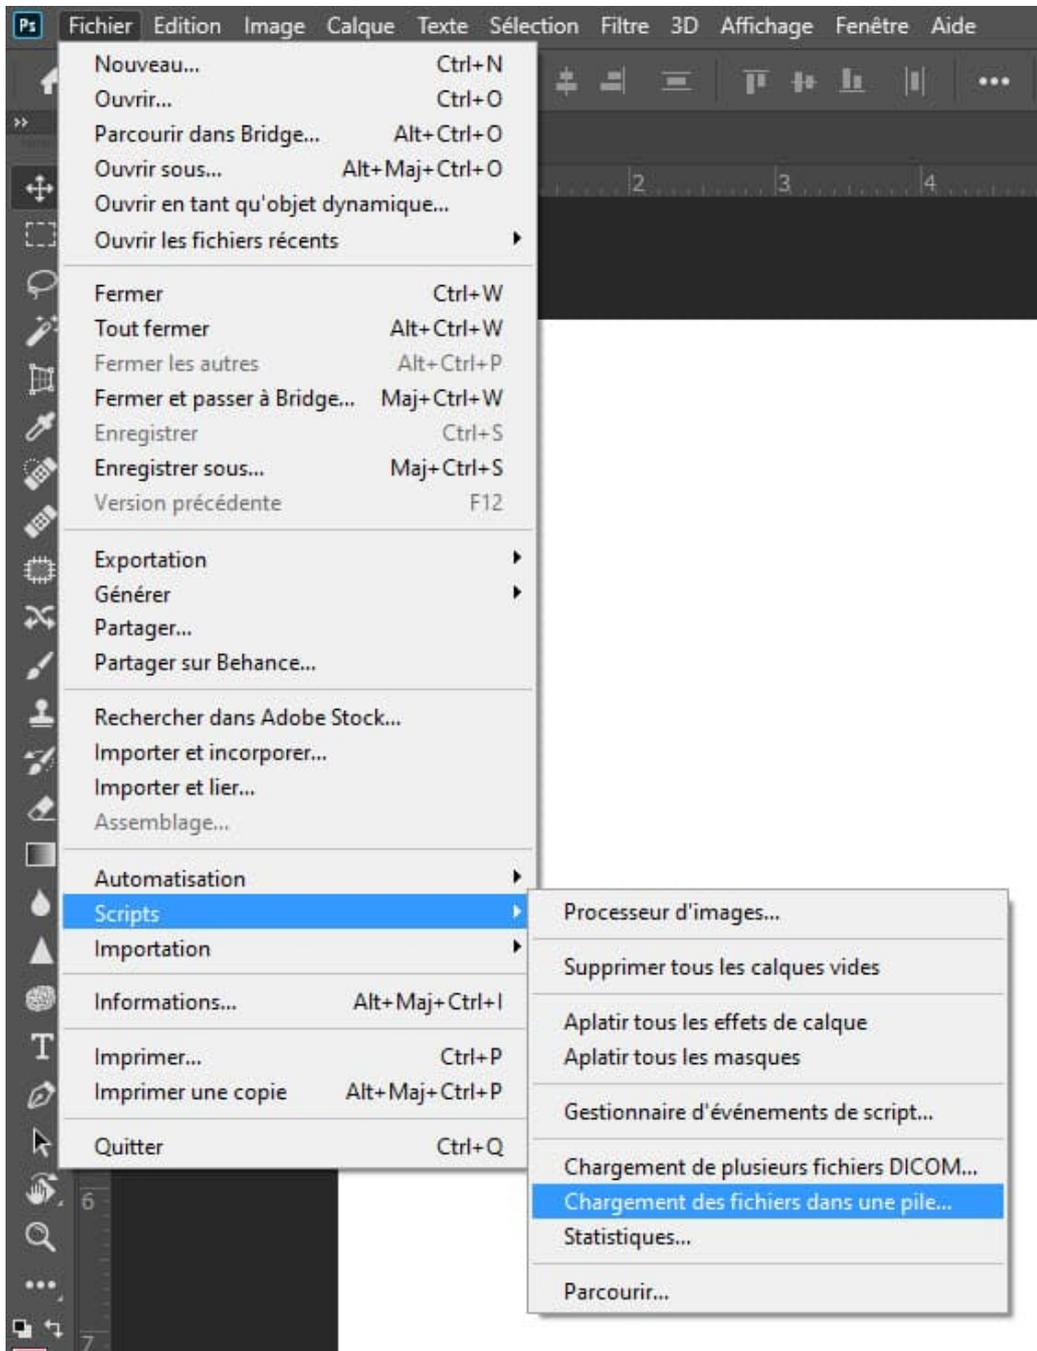 Ps Fichier Edition Image Calque Texte Sélection Filtre 3D Affichage Fenêtre Aide
Nouveau... Ctrl+N
Ouvrir... Ctrl+O
Parcourir dans Bridge... Alt+Ctrl+O
Ouvrir sous... Alt+Maj+Ctrl+O
Ouvrir en tant qu'objet dynamique...
Ouvrir les fichiers récents
2 3 4
Fermer Ctrl+W
Tout fermer Alt+Ctrl+W
Fermer les autres Alt+Ctrl+P
Fermer et passer à Bridge... Maj+Ctrl+W
Enregistrer Ctrl+S
Enregistrer sous... Maj+Ctrl+S
Version précédente F12
Exportation
Générer
Partager...
Partager sur Behance...
Rechercher dans Adobe Stock...
Importer et incorporer...
Importer et lier...
Assemblage...
Automatisation
Scripts
Importation
Informations... Alt+Maj+Ctrl+I
Imprimer... Ctrl+P
Imprimer une copie Alt+Maj+Ctrl+P
Quitter Ctrl+Q
Processeur d'images...
Supprimer tous les calques vides
Aplatir tous les effets de calque
Aplatir tous les masques
Gestionnaire d'événements de script...
Chargement de plusieurs fichiers DICOM...
Chargement des fichiers dans une pile...
Statistiques...
Parcourir...
6
7